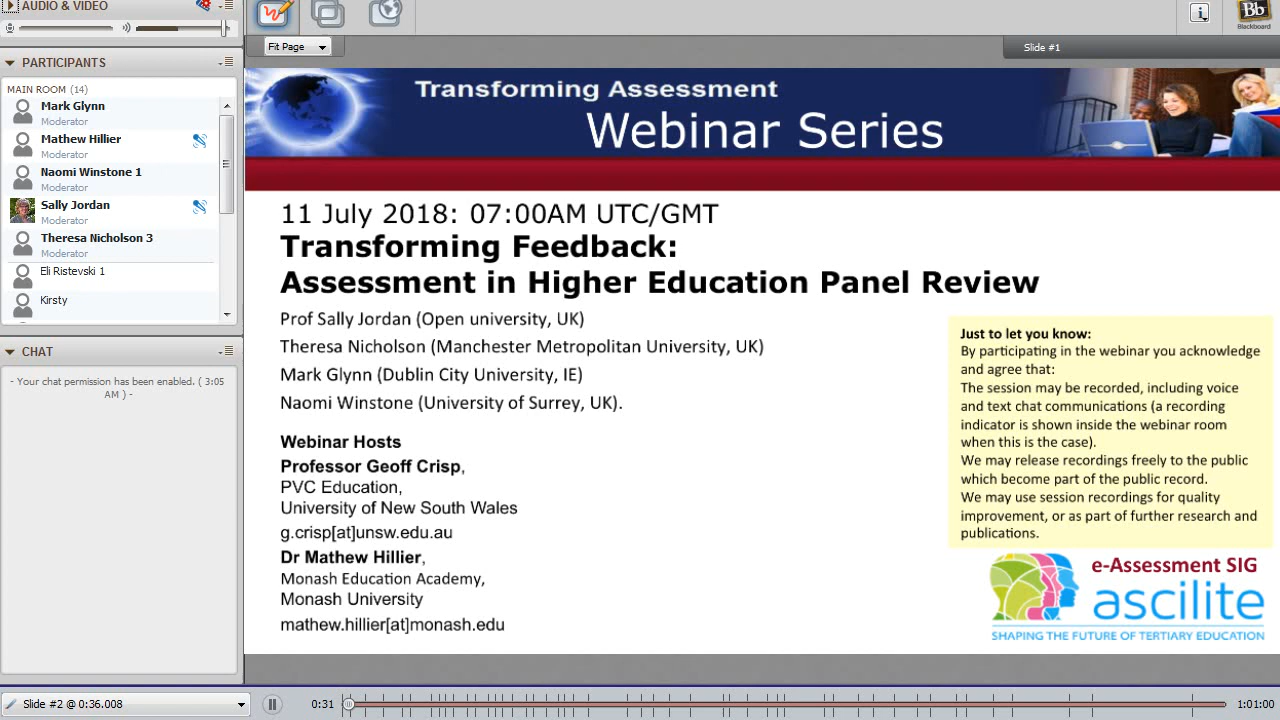 AUDIO & VIDEO
PARTICIPANTS
MAIN ROOM (14)
Mark Glynn
Moderator
Mathew Hillier
Moderator
Naomi Winstone 1
Moderator
Sally Jordan
Moderator
Theresa Nicholson 3
Moderator
Eli Ristevski 1
Kirsty
CHAT
- Your chat permission has been enabled. ( 3:05
AM ) -
Fit Page
Slide #1
i
Bb
Blackboard
Transforming Assessment
Webinar Series
11 July 2018: 07:00AM UTC/GMT
Transforming Feedback:
Assessment in Higher Education Panel Review
Prof Sally Jordan (Open university, UK)
Theresa Nicholson (Manchester Metropolitan University, UK)
Mark Glynn (Dublin City University, IE)
Naomi Winstone (University of Surrey, UK).
Webinar Hosts
Professor Geoff Crisp,
PVC Education,
University of New South Wales
g.crisp[at]unsw.edu.au
Dr Mathew Hillier,
Monash Education Academy,
Monash University
mathew.hillier[at]monash.edu
Just to let you know:
By participating in the webinar you acknowledge
and agree that:
The session may be recorded, including voice
and text chat communications (a recording
indicator is shown inside the webinar room
when this is the case).
We may release recordings freely to the public
which become part of the public record.
We may use session recordings for quality
improvement, or as part of further research and
publications.
e-Assessment SIG
ascilite
SHAPING THE FUTURE OF TERTIARY EDUCATION
Slide #2 @ 0:36.008
0:31
1:01:00